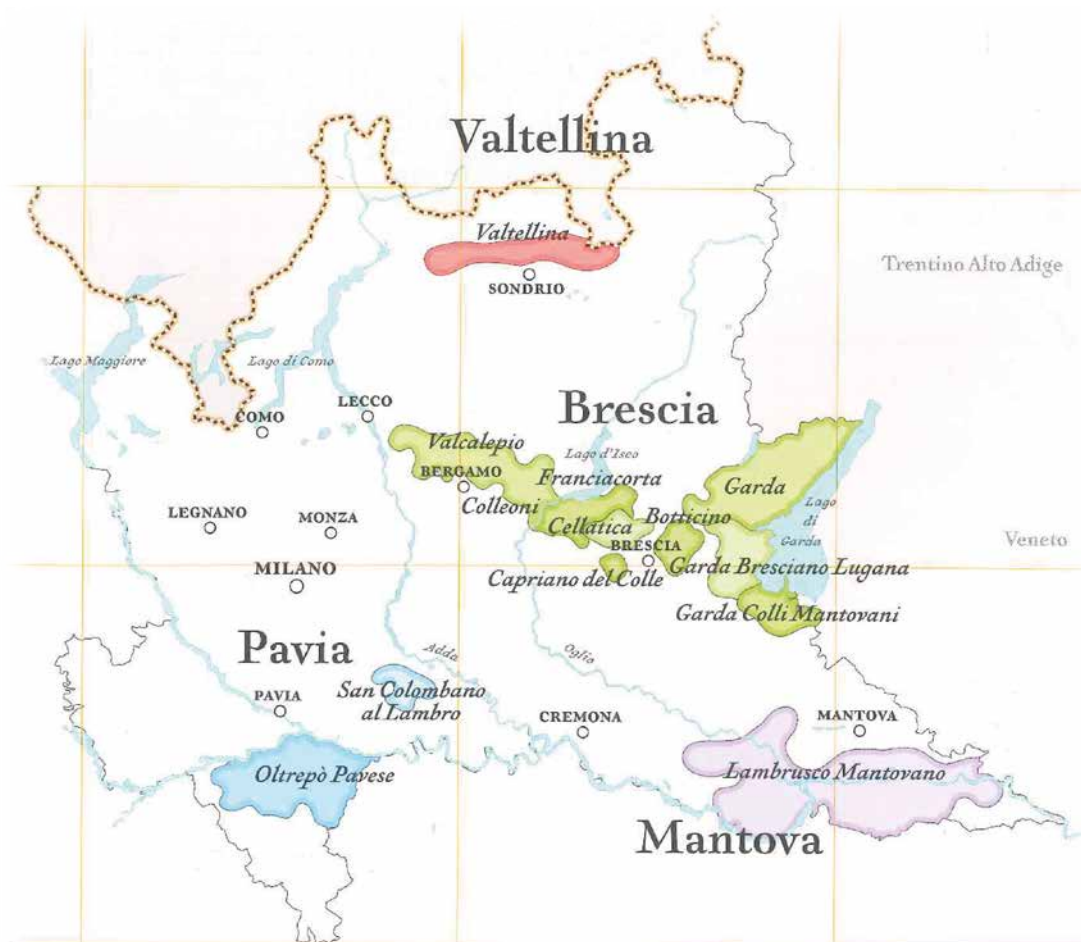 Valtellina
Valtellina
SONDRIO
Trentino Alto Adige
Lago Maggiore
Lago di Como
LECCO
COMO
Brescia
Valcalepio
Lago d'Iseo
BERGAMO
Franciacorta
Garda
Colleoni
LEGNANO
MONZA
Cellatica
Botticino
Lago
di
Garda
Veneto
BRESCIA
MILANO
Capriano del Colle
Garda Bresciano Lugana
Garda Colli Mantovani
Pavia
Adda
Oglio
San Colombano
al Lambro
PAVIA
CREMONA
MANTOVA
Oltrepò Pavese
Lambrusco Mantovano
Mantova